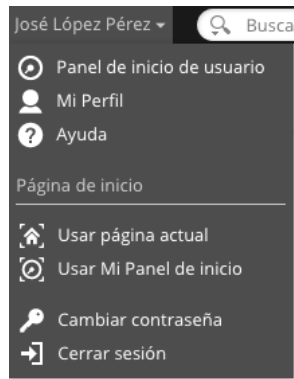 José López Pérez
Busca
Panel de inicio de usuario
Mi Perfil
Ayuda
Página de inicio
Usar página actual
Usar Mi Panel de inicio
Cambiar contraseña
Cerrar sesión